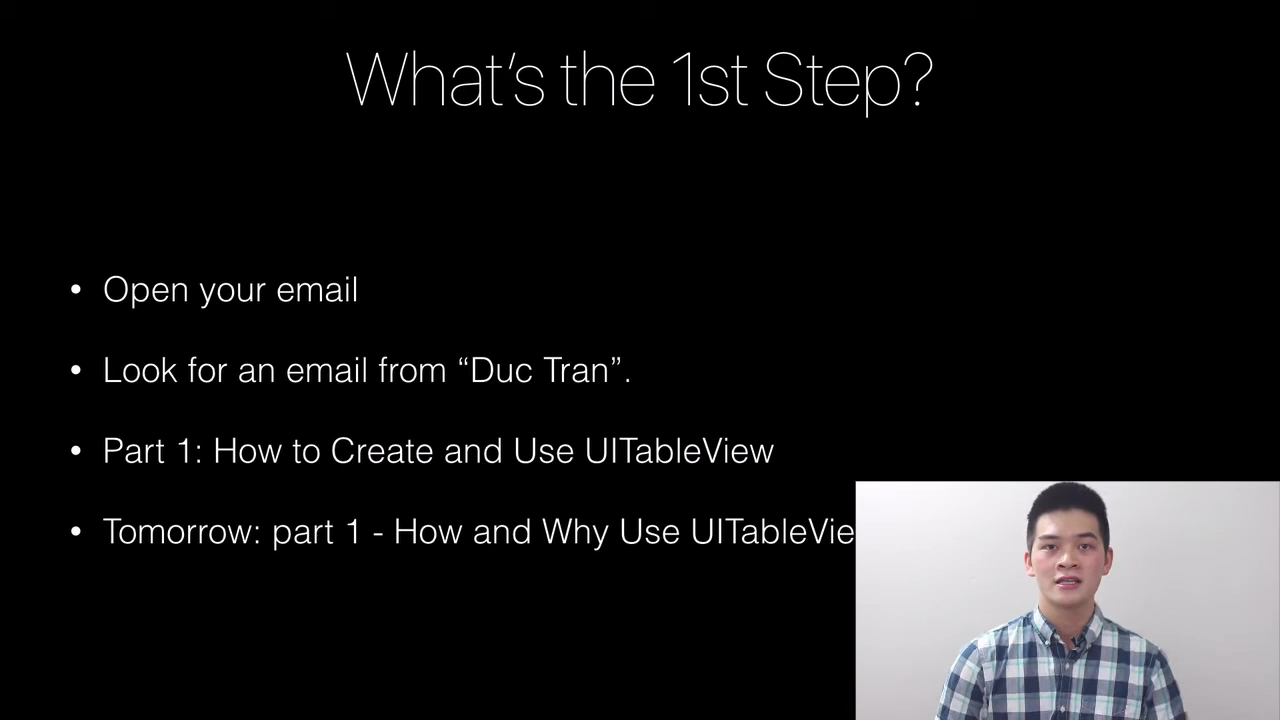 What’s the 1st Step?
• Open your email
• Look for an email from “Duc Tran”.
• Part 1: How to Create and Use UITableView
• Tomorrow: part 1 - How and Why Use UITableVie